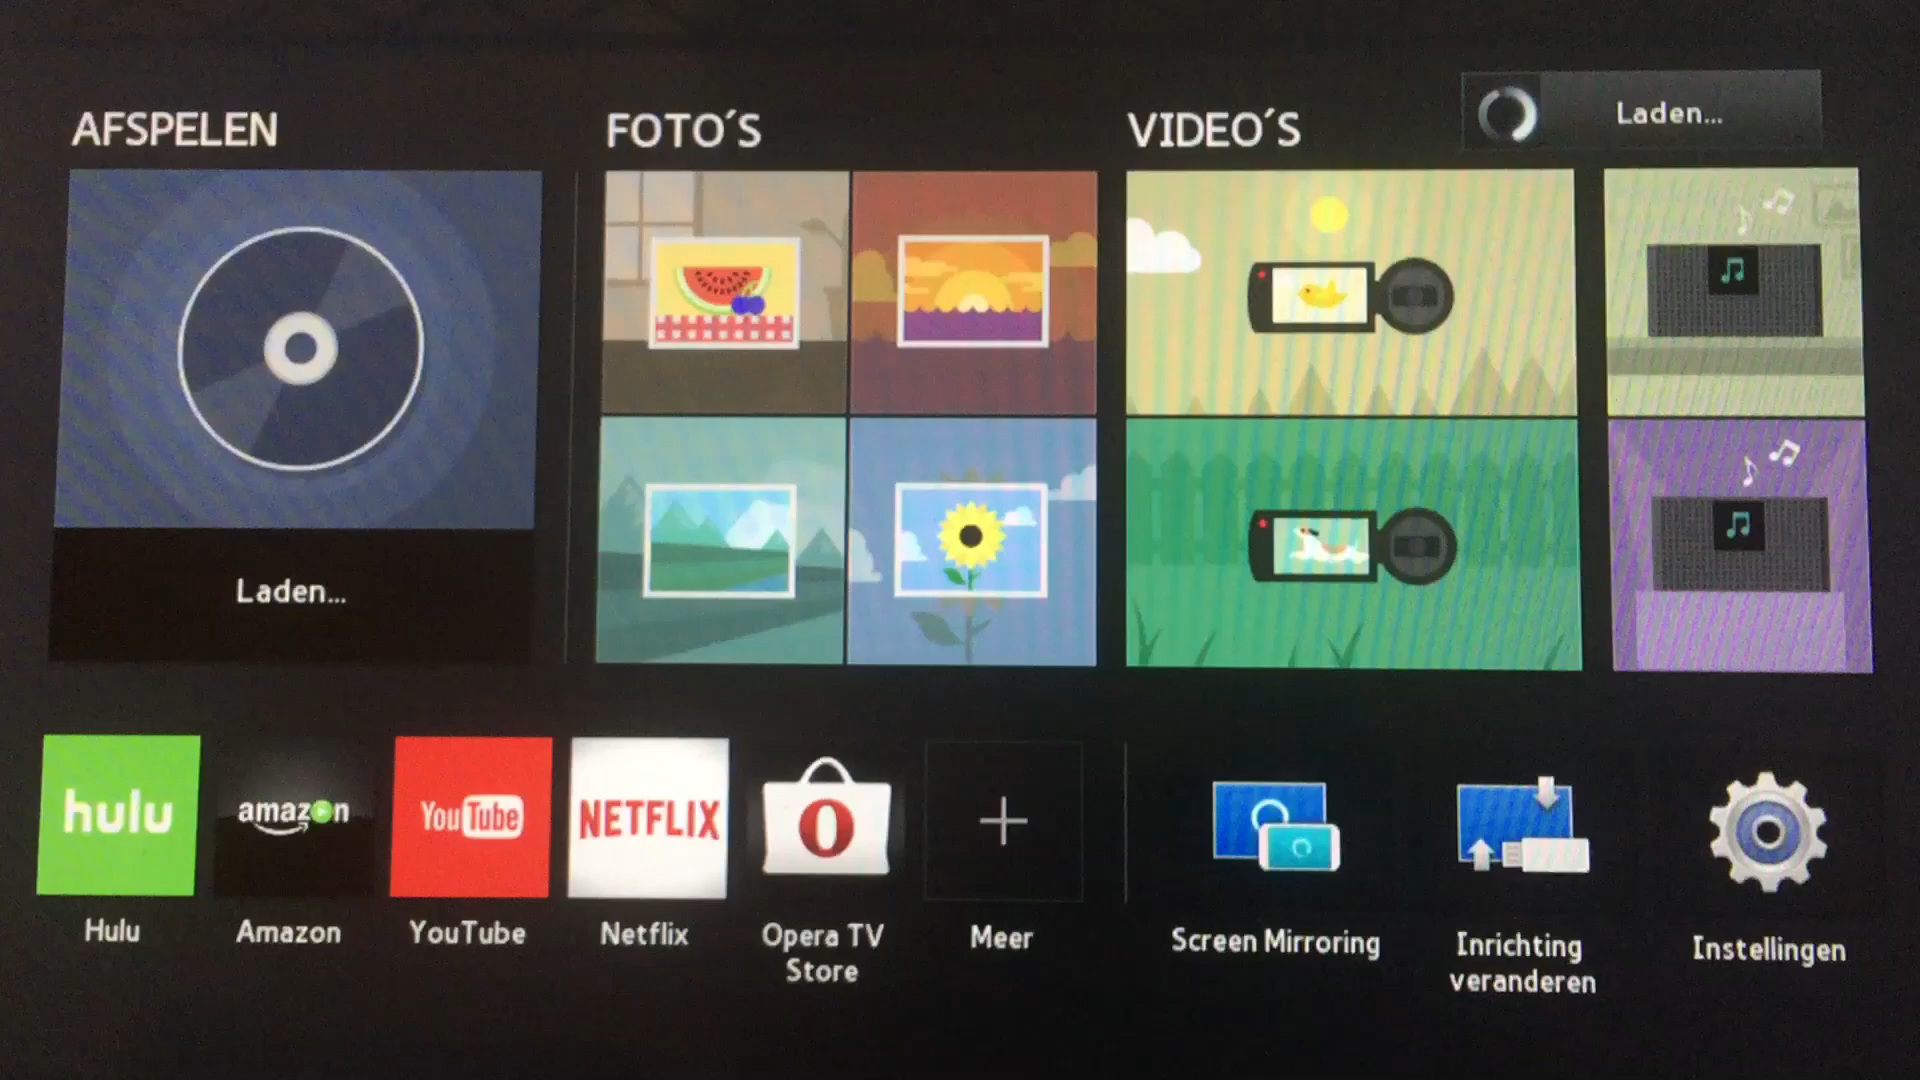 AFSPELEN
FOTO´S
VIDEO´S
Laden...
Laden...
hulu
amazon
YouTube
NETFLIX
O
Hulu
Amazon
YouTube
Netflix
Opera TV
Store
Meer
Screen Mirroring
Inrichting
veranderen
Instellingen